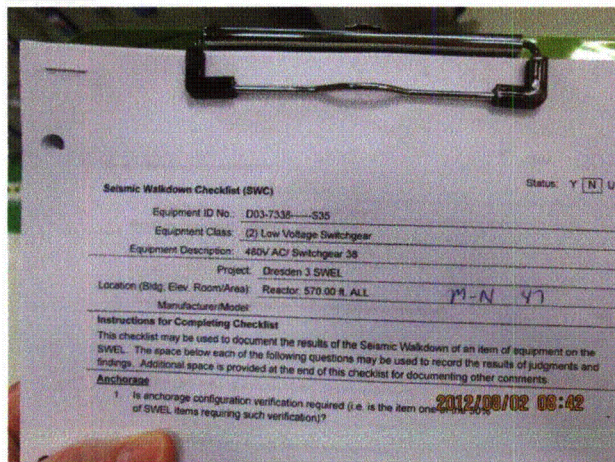 Seismic Walkdown Checklist (SWC)
Status: Y N U
Equipment ID No.: D03-7338------S35
Equipment Class: (2) Low Voltage Switchgear
Equipment Description: 480V AC/ Switchgear 38
Project: Dresden 3 SWEL
Location (Bldg, Elev, Room/Area): Reactor, 570.00 ft, ALL M-N 47
Manufacturer/Model:
Instructions for Completing Checklist
This checklist may be used to document the results of the Seismic Walkdown of an item of equipment on the
SWEL. The space below each of the following questions may be used to record the results of judgments and
findings. Additional space is provided at the end of this checklist for documenting other comments.
Anchorage
1. Is anchorage configuration verification required (i.e. is the item one
of SWEL items requiring such verification)?
2012/08/02 08:42